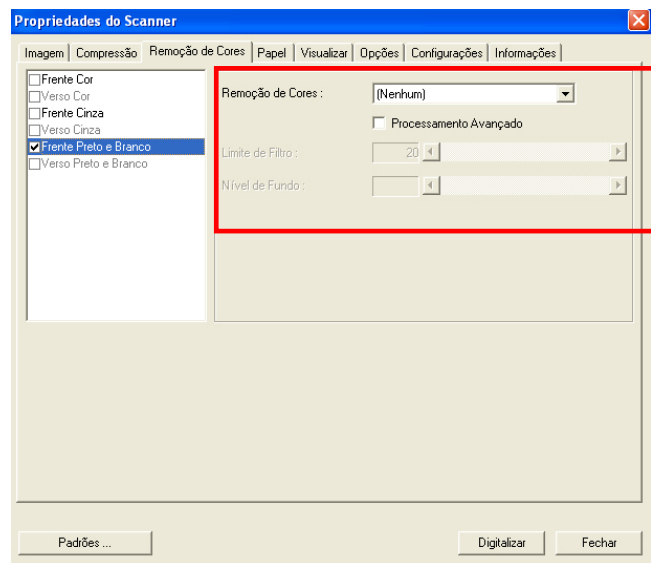 Propriedades do Scanner
Imagem Compressão Remoção de Cores Papel Visualizar Opções Configurações Informações
Frente Cor
Verso Cor
Frente Cinza
Verso Cinza
Frente Preto e Branco
Verso Preto e Branco
Remoção de Cores : (Nenhum)
Processamento Avançado
Limite de Filtro : 20
Nível de Fundo :
Padrões ... Digitalizar Fechar